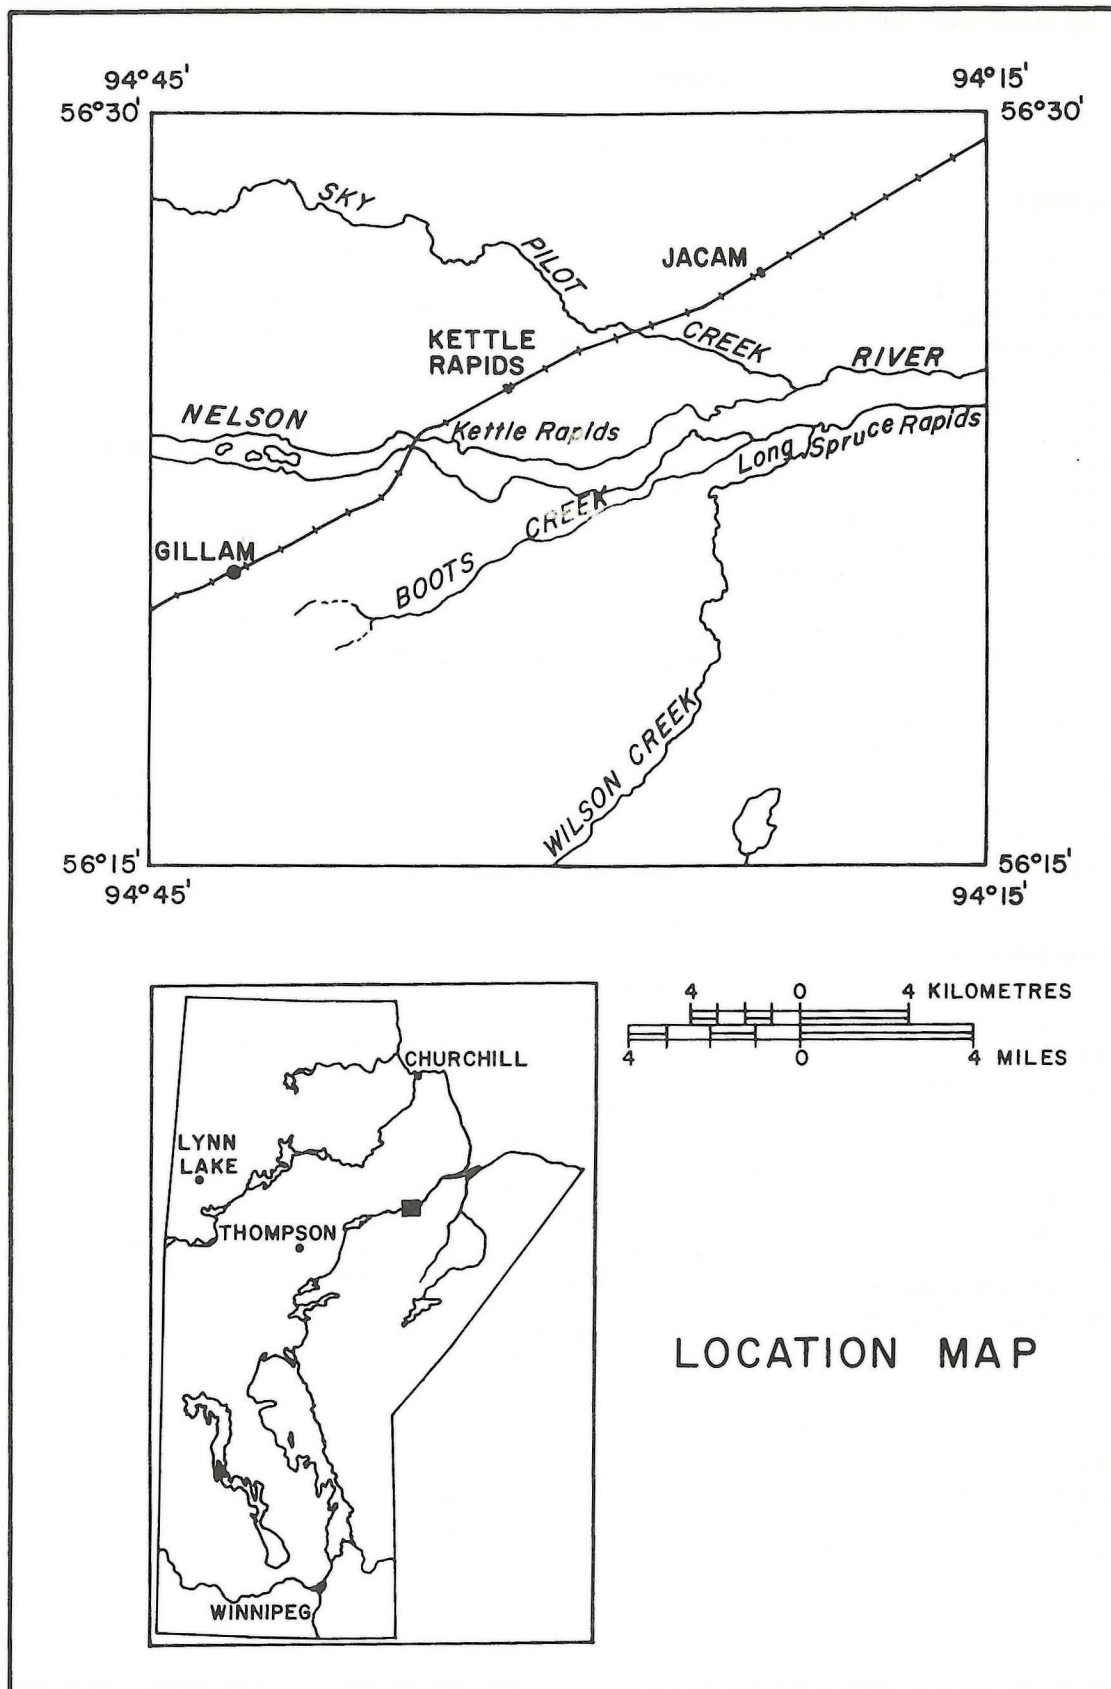 94°45'
94°15'
56°30'
56°30'
SKY
PILOT
CREEK
JACAM
KETTLE
RAPIDS
RIVER
NELSON
Kettle Rapids
Long Spruce Rapids
GILLAM
BOOTS CREEK
WILSON CREEK
56°15'
56°15'
94°45'
94°15'
4 0 4 KILOMETRES
4 0 4 MILES
CHURCHILL
LYNN
LAKE
THOMPSON
WINNIPEG
LOCATION MAP